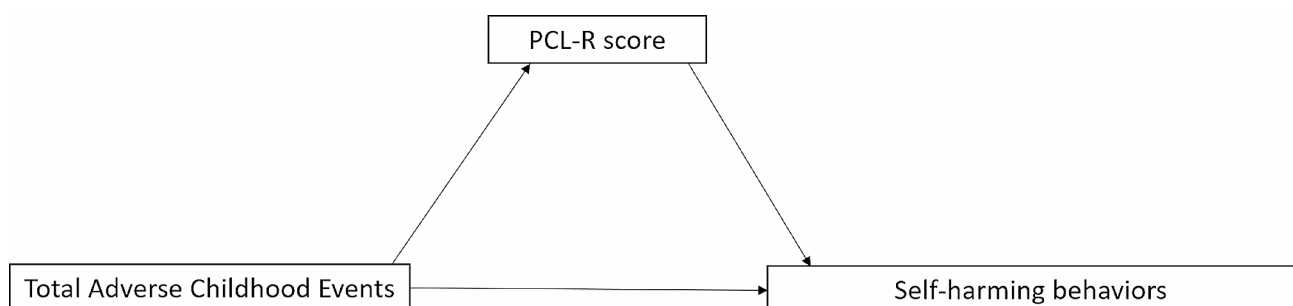 PCL-R score
Total Adverse Childhood Events
Self-harming behaviors